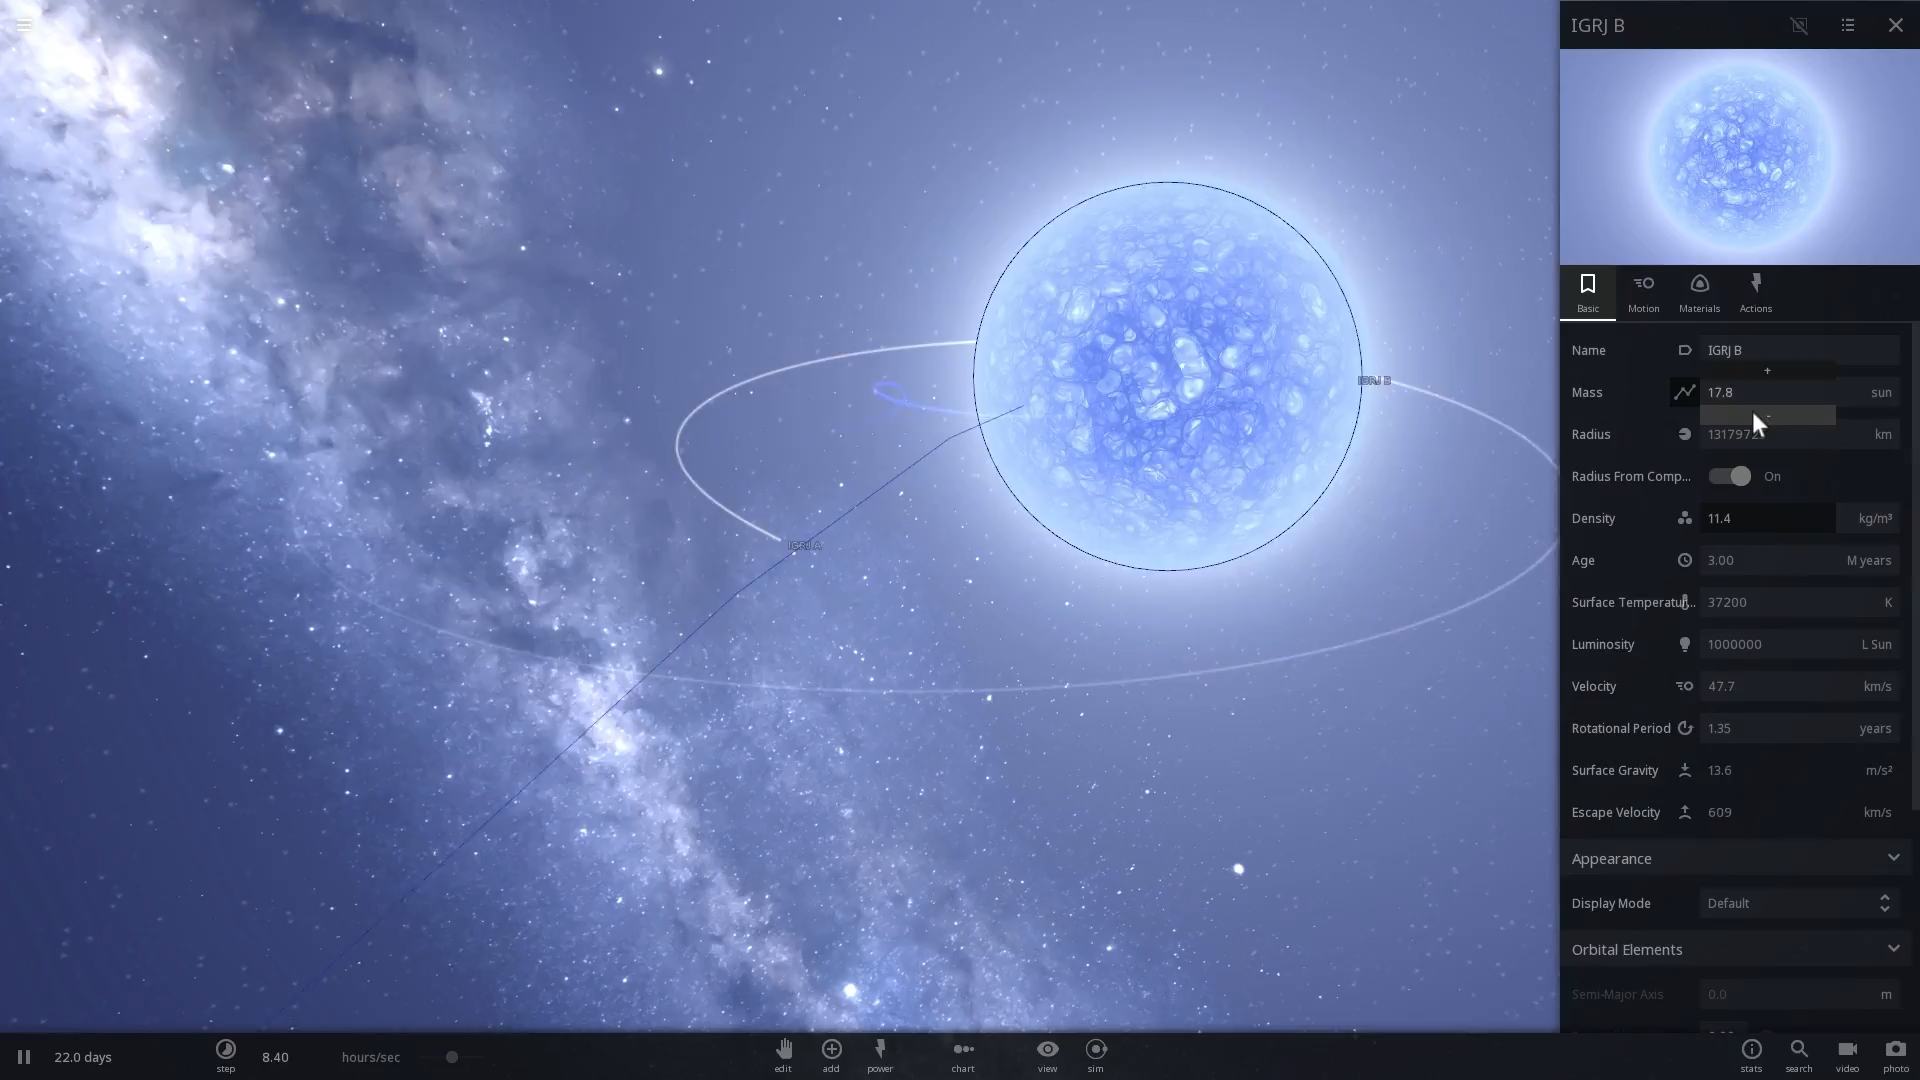 IGRJ B
Basic
Motion
Materials
Actions
Name
IGRJ B
+
Mass
17.8
sun
-
Radius
km
Radius From Comp...
On
Density
11.4
kg/m³
Age
3.00
M years
Surface Temperatur...
37200
K
Luminosity
1000000
L Sun
Velocity
47.7
km/s
Rotational Period
1.35
years
Surface Gravity
13.6
m/s²
Escape Velocity
609
km/s
Appearance
Display Mode
Default
Orbital Elements
Semi-Major Axis
0.0
m
IGRJ B
IGRJ A
22.0 days
step
8.40
hours/sec
edit
add
power
chart
view
sim
stats
search
video
photo